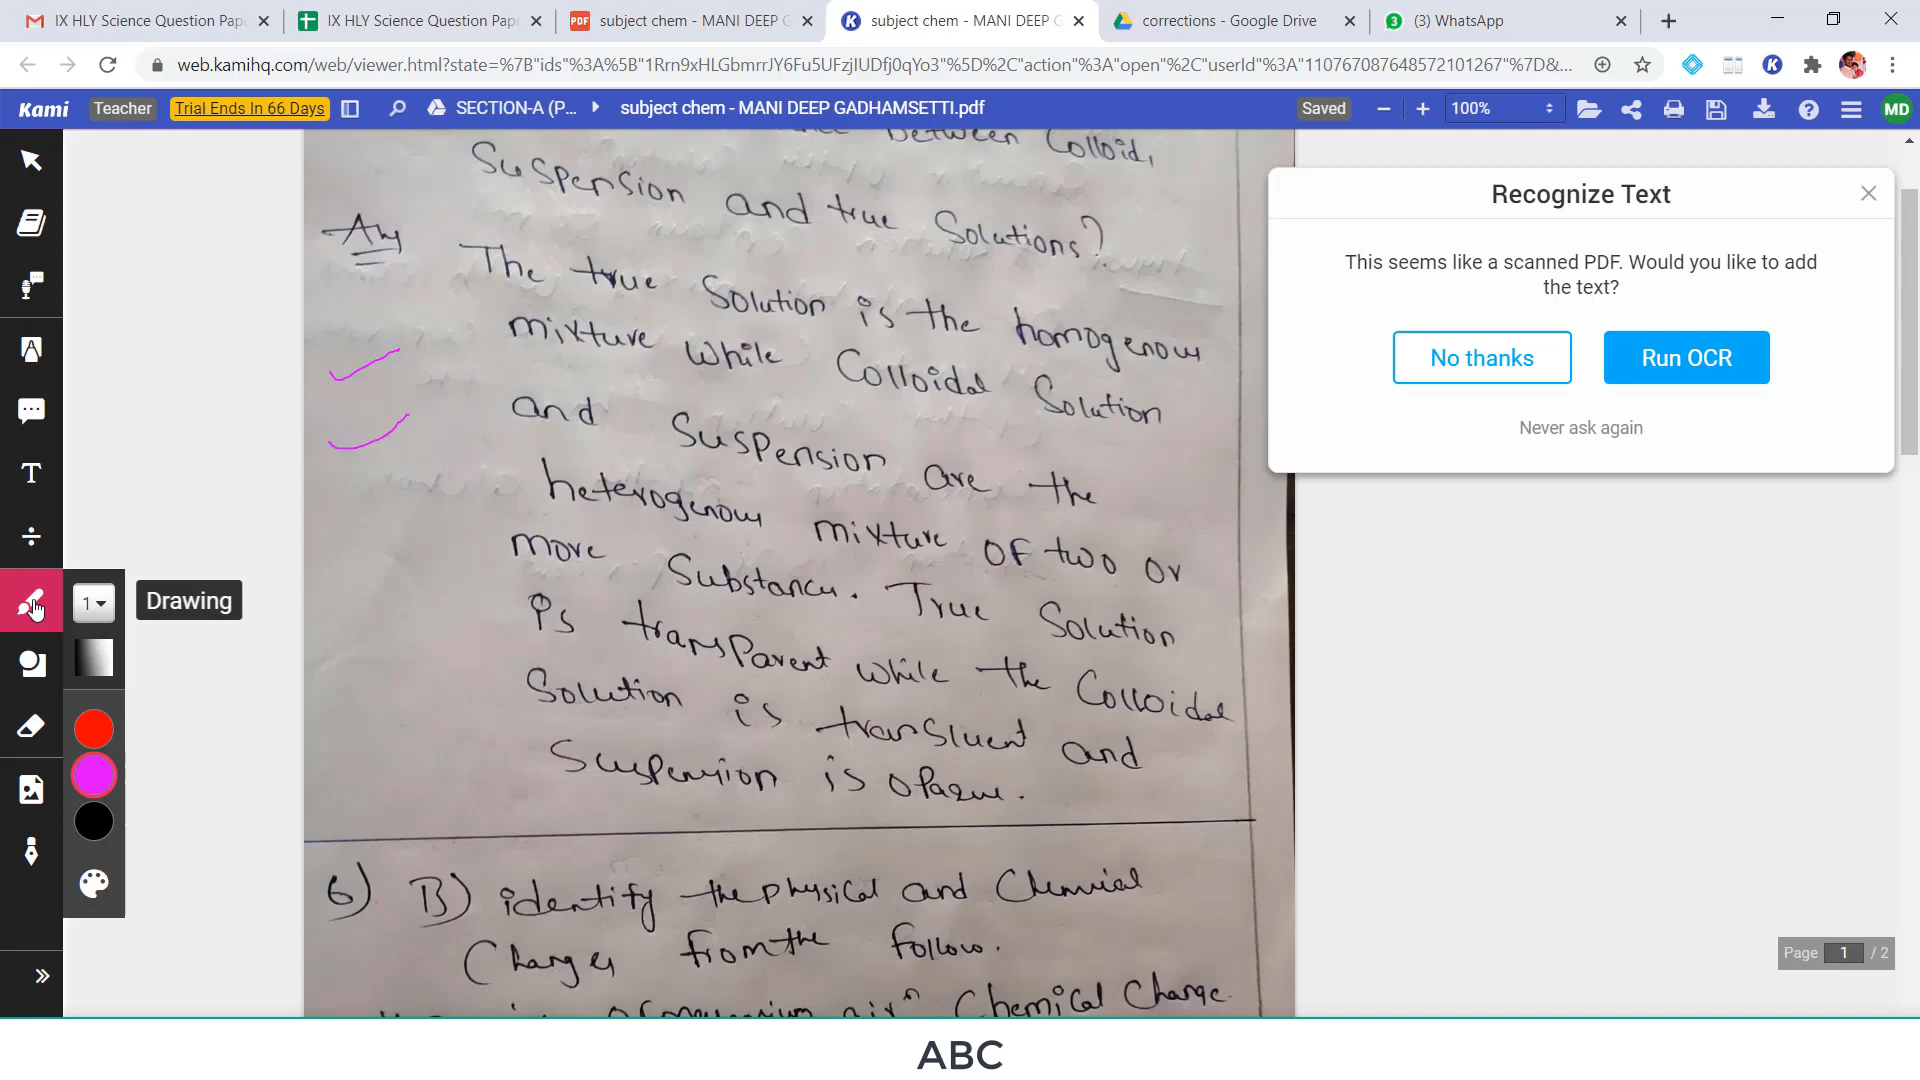 IX HLY Science Question Pape
IX HLY Science Question Pape
subject chem - MANI DEEP G
subject chem - MANI DEEP G
corrections - Google Drive
(3) WhatsApp
web.kamihq.com/web/viewer.html?state=%7B"ids"%3A%5B"1Rrn9xHLGbmrrJY6Fu5UFzjIUDfj0qYo3"%5D%2C"action"%3A"open"%2C"userId"%3A"110767087648572101267"%7D&...
Kami
Teacher
Trial Ends In 66 Days
SECTION-A (P...
subject chem - MANI DEEP GADHAMSETTI.pdf
Saved
100%
MD
between Colloid,
Suspension and true Solutions?
Ans
The true Solution is the homogenous
mixture while Colloidal Solution
and Suspension are the
heterogenous mixture of two or
more Substance. True Solution
is transparent while the Colloidal
Solution is transluent and
Suspension is opaque.
6) B) identify the physical and Chemical
Changes from the follow.
Chemical Change
Recognize Text
This seems like a scanned PDF. Would you like to add
the text?
No thanks
Run OCR
Never ask again
1
Drawing
Page 1 / 2
ABC